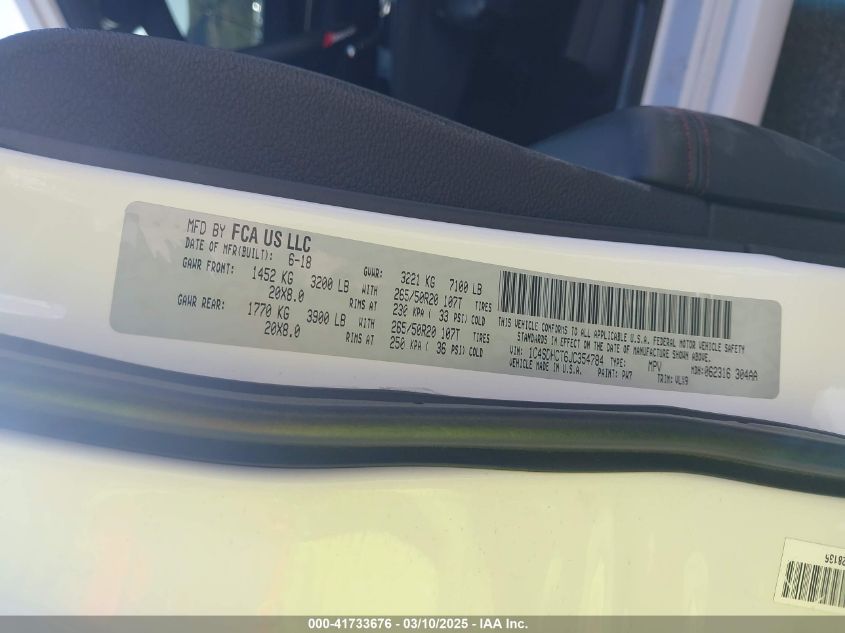 MFD BY FCA US LLC
DATE OF MFR(BUILT): 6-18 GVWR: 3221 KG 7100 LB
GAWR FRONT: 1452 KG 3200 LB WITH 265/50R20 107T TIRES
20X8.0 RIMS AT 230 KPA ( 33 PSI) COLD
GAWR REAR: 1770 KG 3900 LB WITH 265/50R20 107T TIRES
20X8.0 RIMS AT 250 KPA ( 36 PSI) COLD
THIS VEHICLE CONFORMS TO ALL APPLICABLE U.S.A. FEDERAL MOTOR VEHICLE SAFETY
STANDARDS IN EFFECT ON THE DATE OF MANUFACTURE SHOWN ABOVE.
VIN: 1C4SDHCT6JC354784 TYPE: MPV MDH:062316 304AA
VEHICLE MADE IN U.S.A. PAINT: PW7 TRIM: VLX9
28136
000-41733676 — 03/10/2025 — IAA Inc.